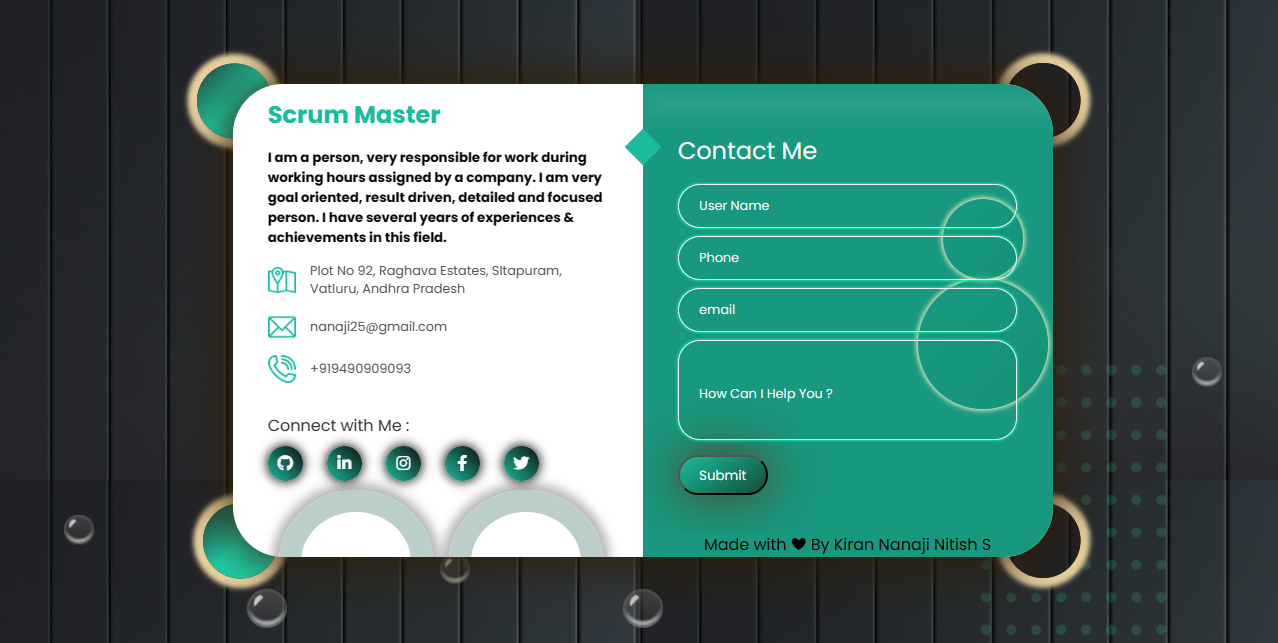 Scrum Master
I am a person, very responsible for work during
working hours assigned by a company. I am very
goal oriented, result driven, detailed and focused
person. I have several years of experiences &
achievements in this field.
Plot No 92, Raghava Estates, SItapuram,
Vatluru, Andhra Pradesh
nanaji25@gmail.com
+919490909093
Connect with Me :
Contact Me
User Name
Phone
email
How Can I Help You ?
Submit
Made with ❤ By Kiran Nanaji Nitish S